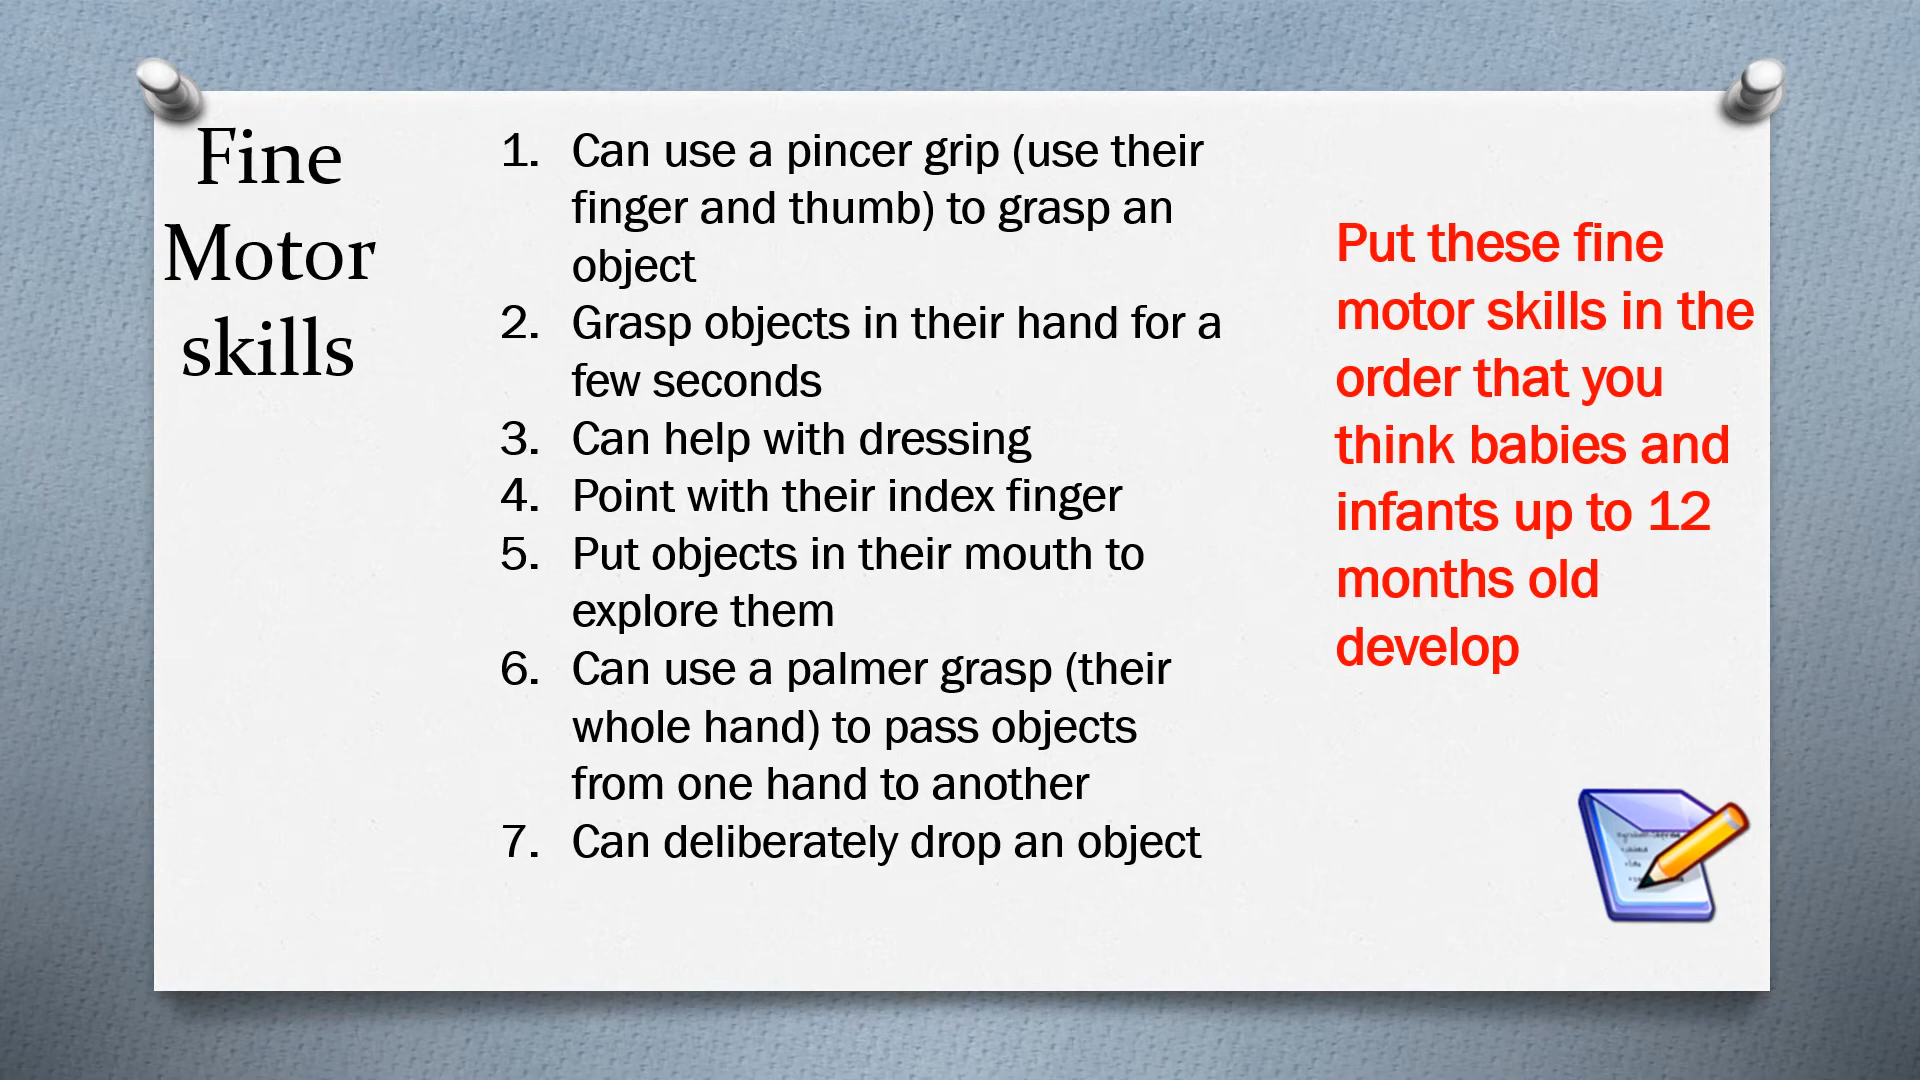 Fine
Motor
skills
1. Can use a pincer grip (use their
finger and thumb) to grasp an
object
2. Grasp objects in their hand for a
few seconds
3. Can help with dressing
4. Point with their index finger
5. Put objects in their mouth to
explore them
6. Can use a palmer grasp (their
whole hand) to pass objects
from one hand to another
7. Can deliberately drop an object
Put these fine
motor skills in the
order that you
think babies and
infants up to 12
months old
develop